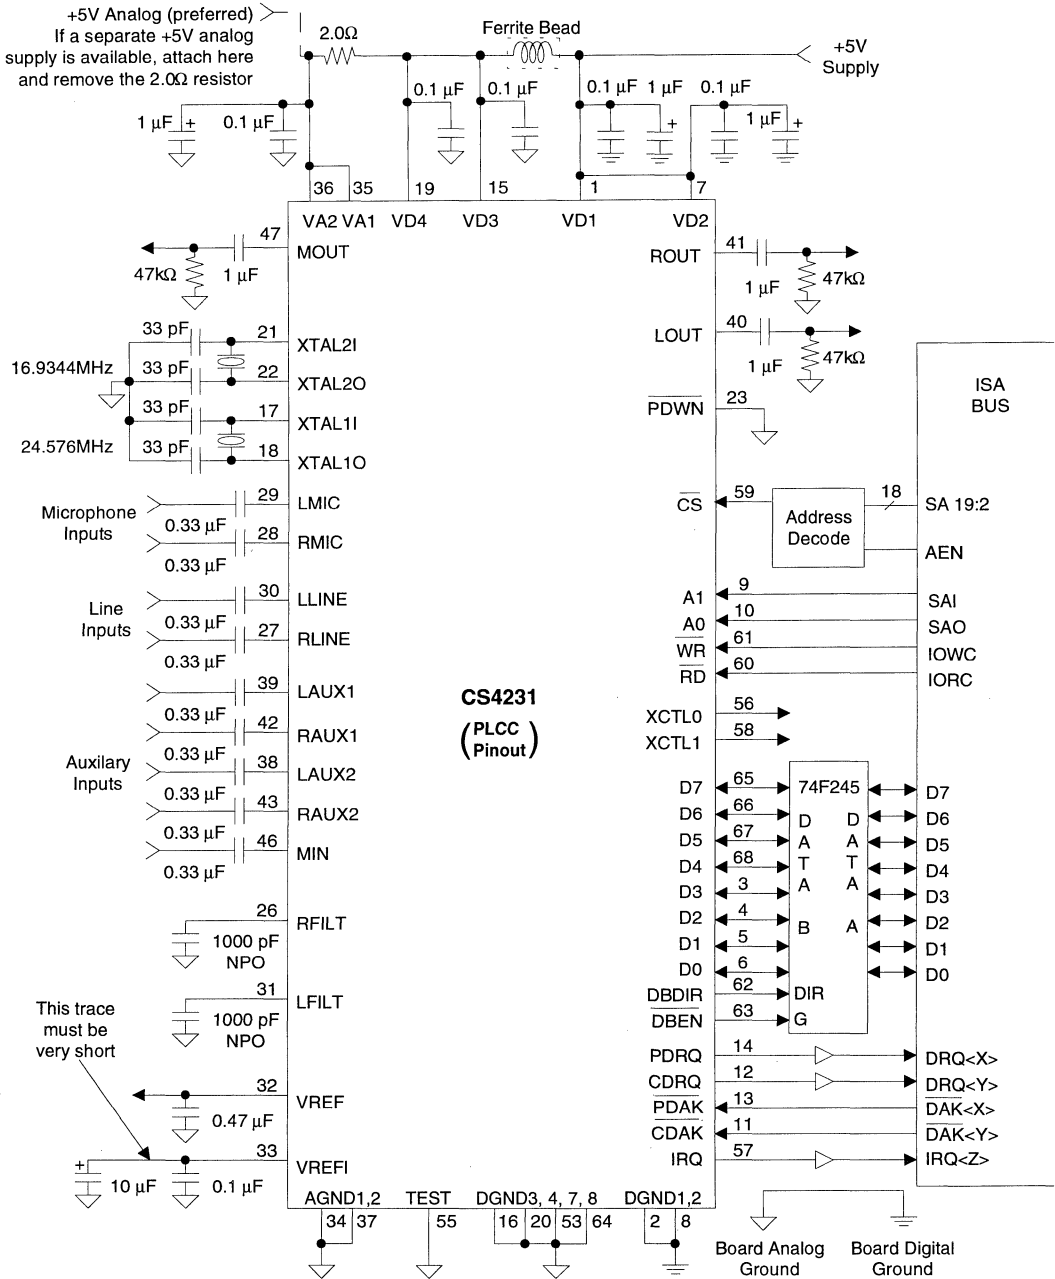 +5V Analog (preferred)
If a separate +5V analog
supply is available, attach here
and remove the 2.0Ω resistor
2.0Ω
Ferrite Bead
+5V
Supply
1 µF +
0.1 µF
0.1 µF
0.1 µF
0.1 µF
1 µF
+
0.1 µF
1 µF +
36
35
19
15
1
7
VA2
VA1
VD4
VD3
VD1
VD2
47
MOUT
47kΩ
1 µF
33 pF
21
XTAL2I
16.9344MHz
33 pF
22
XTAL2O
33 pF
17
XTAL1I
24.576MHz
33 pF
18
XTAL1O
Microphone
Inputs
29
LMIC
0.33 µF
28
RMIC
0.33 µF
Line
Inputs
30
LLINE
0.33 µF
27
RLINE
0.33 µF
39
LAUX1
0.33 µF
42
RAUX1
0.33 µF
Auxilary
Inputs
38
LAUX2
0.33 µF
43
RAUX2
0.33 µF
46
MIN
0.33 µF
26
RFILT
1000 pF
NPO
31
LFILT
1000 pF
NPO
This trace
must be
very short
32
VREF
0.47 µF
33
VREFI
+
10 µF
0.1 µF
CS4231
(PLCC
Pinout)
ROUT
41
1 µF
47kΩ
LOUT
40
1 µF
47kΩ
PDWN
23
ISA
BUS
CS
59
Address
Decode
18
SA 19:2
AEN
A1
9
SAI
A0
10
SAO
WR
61
IOWC
RD
60
IORC
XCTL0
56
XCTL1
58
74F245
D7
65
D7
D6
66
D6
D5
67
D5
D4
68
D4
D3
3
D3
D2
4
D2
D1
5
D1
D0
6
D0
DATA B
DATA A
DBDIR
62
DIR
DBEN
63
G
PDRQ
14
DRQ<X>
CDRQ
12
DRQ<Y>
PDAK
13
DAK<X>
CDAK
11
DAK<Y>
IRQ
57
IRQ<Z>
AGND1,2
TEST
DGND3, 4, 7, 8
DGND1,2
34
37
55
16
20
53
64
2
8
Board Analog
Ground
Board Digital
Ground